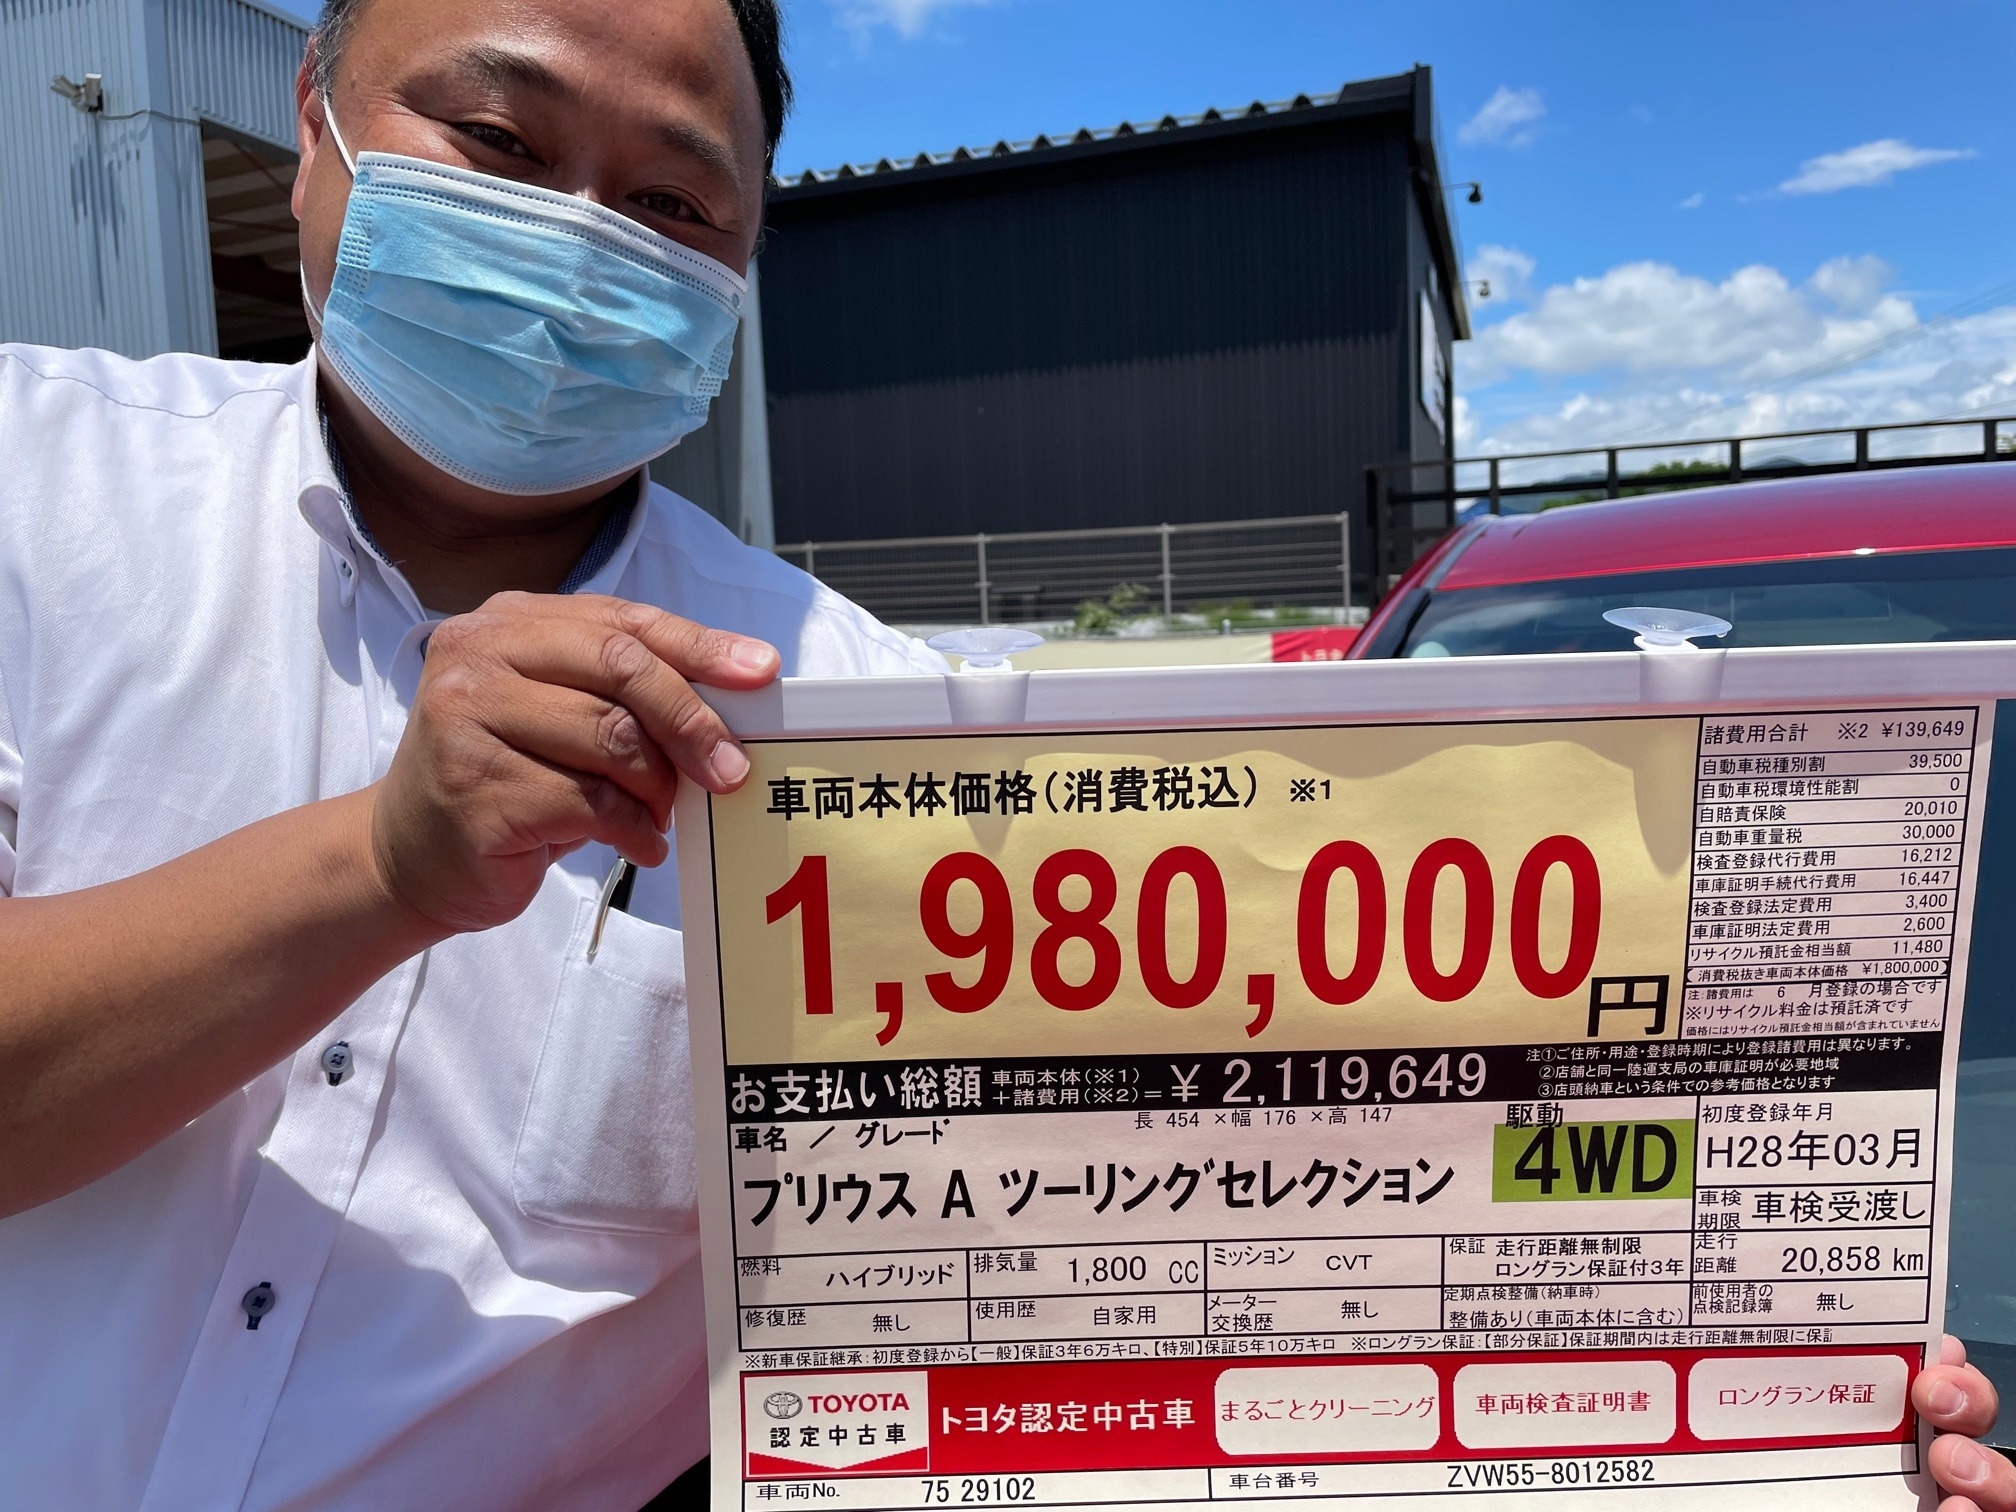 車両本体価格(消費税込) ※1
1,980,000円
諸費用合計 ※2 ¥139,649
自動車税種別割 39,500
自動車税環境性能割 0
自賠責保険 20,010
自動車重量税 30,000
検査登録代行費用 16,212
車庫証明手続代行費用 16,447
検査登録法定費用 3,400
車庫証明法定費用 2,600
リサイクル預託金相当額 11,480
消費税抜き車両本体価格 ¥1,800,000
注:諸費用は 6 月登録の場合です
※リサイクル料金は預託済です
価格にはリサイクル預託金相当額が含まれていません
お支払い総額 車両本体(※1)
+諸費用(※2)= ¥ 2,119,649
注①ご住所・用途・登録時期により登録諸費用は異なります。
②店舗と同一陸運支局の車庫証明が必要地域
③店頭納車という条件での参考価格となります
長 454 ×幅 176 ×高 147
車名 / グレード
プリウス A ツーリングセレクション
駆動
4WD
初度登録年月
H28年03月
車検期限 車検受渡し
燃料 ハイブリッド
排気量 1,800 CC
ミッション CVT
保証 走行距離無制限
ロングラン保証付3年
走行距離 20,858 km
修復歴 無し
使用歴 自家用
メーター交換歴 無し
定期点検整備(納車時)
整備あり(車両本体に含む)
前使用者の点検記録簿 無し
※新車保証継承:初度登録から【一般】保証3年6万キロ、【特別】保証5年10万キロ ※ロングラン保証:【部分保証】保証期間内は走行距離無制限に保証
TOYOTA
認定中古車
トヨタ認定中古車
まるごとクリーニング
車両検査証明書
ロングラン保証
車両No. 75 29102
車台番号 ZVW55-8012582